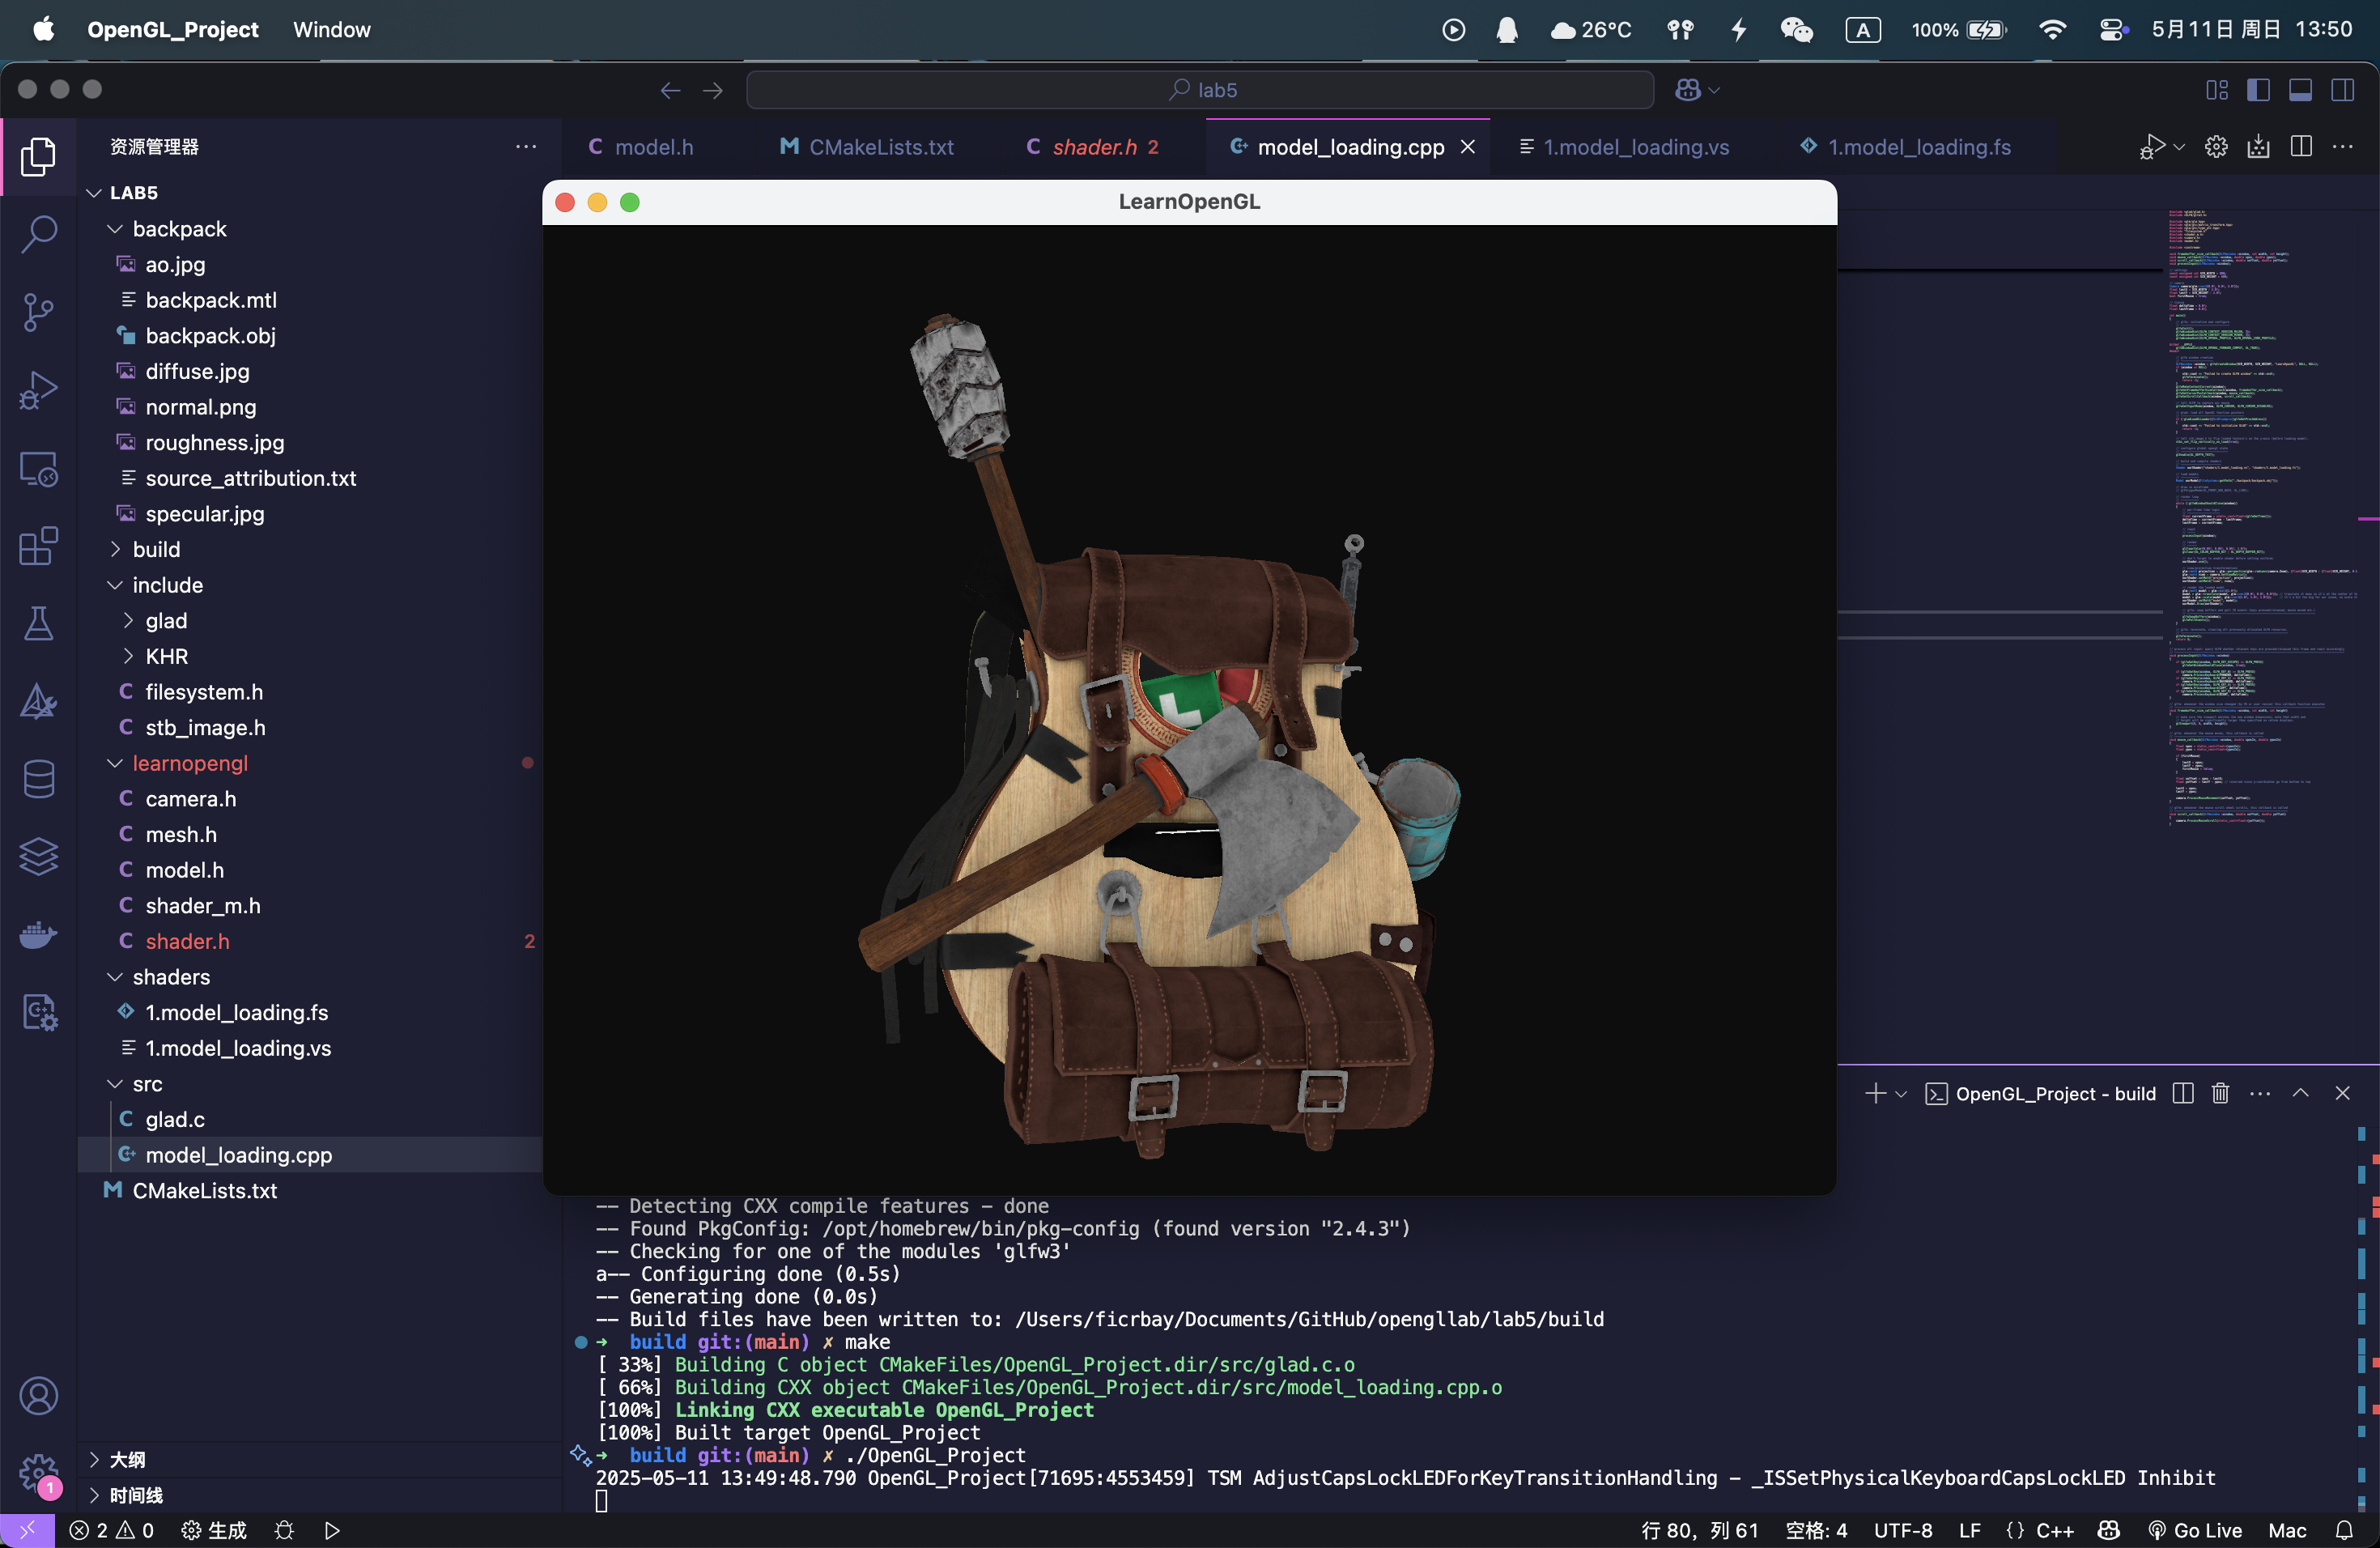 OpenGL_Project Window 26°C A 100% 5月11日 周日 13:50
lab5
资源管理器
model.h CMakeLists.txt shader.h 2 model_loading.cpp 1.model_loading.vs 1.model_loading.fs
LAB5
backpack
ao.jpg
backpack.mtl
backpack.obj
diffuse.jpg
normal.png
roughness.jpg
source_attribution.txt
specular.jpg
build
include
glad
KHR
filesystem.h
stb_image.h
learnopengl
camera.h
mesh.h
model.h
shader_m.h
shader.h 2
shaders
1.model_loading.fs
1.model_loading.vs
src
glad.c
model_loading.cpp
CMakeLists.txt
大纲
时间线
1
LearnOpenGL
L
OpenGL_Project - build
-- Detecting CXX compile features - done
-- Found PkgConfig: /opt/homebrew/bin/pkg-config (found version "2.4.3")
-- Checking for one of the modules 'glfw3'
a-- Configuring done (0.5s)
-- Generating done (0.0s)
-- Build files have been written to: /Users/ficrbay/Documents/GitHub/opengllab/lab5/build
➜ build git:(main) ✗ make
[ 33%] Building C object CMakeFiles/OpenGL_Project.dir/src/glad.c.o
[ 66%] Building CXX object CMakeFiles/OpenGL_Project.dir/src/model_loading.cpp.o
[100%] Linking CXX executable OpenGL_Project
[100%] Built target OpenGL_Project
➜ build git:(main) ✗ ./OpenGL_Project
2025-05-11 13:49:48.790 OpenGL_Project[71695:4553459] TSM AdjustCapsLockLEDForKeyTransitionHandling - _ISSetPhysicalKeyboardCapsLockLED Inhibit
2 0 生成 行 80，列 61 空格: 4 UTF-8 LF {} C++ Go Live Mac